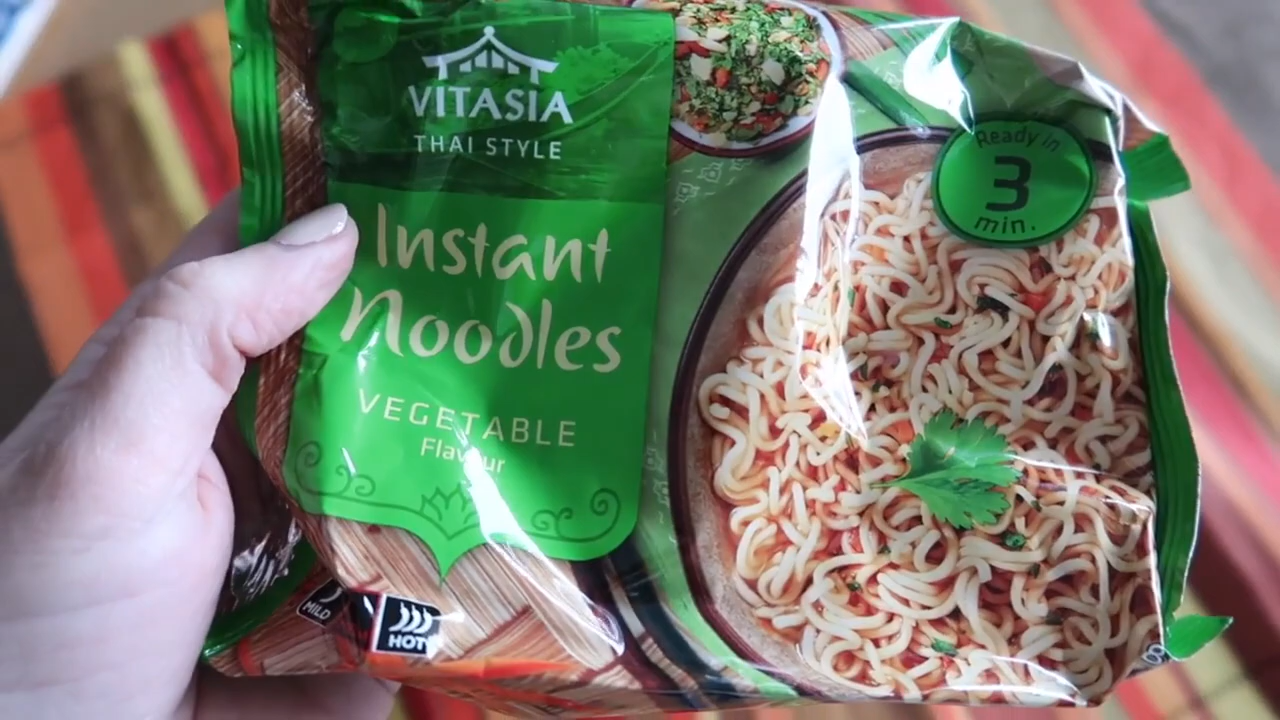 VITASIA
THAI STYLE
Instant
Noodles
VEGETABLE
Flavour
Ready in
3
min.
MILD
HOT